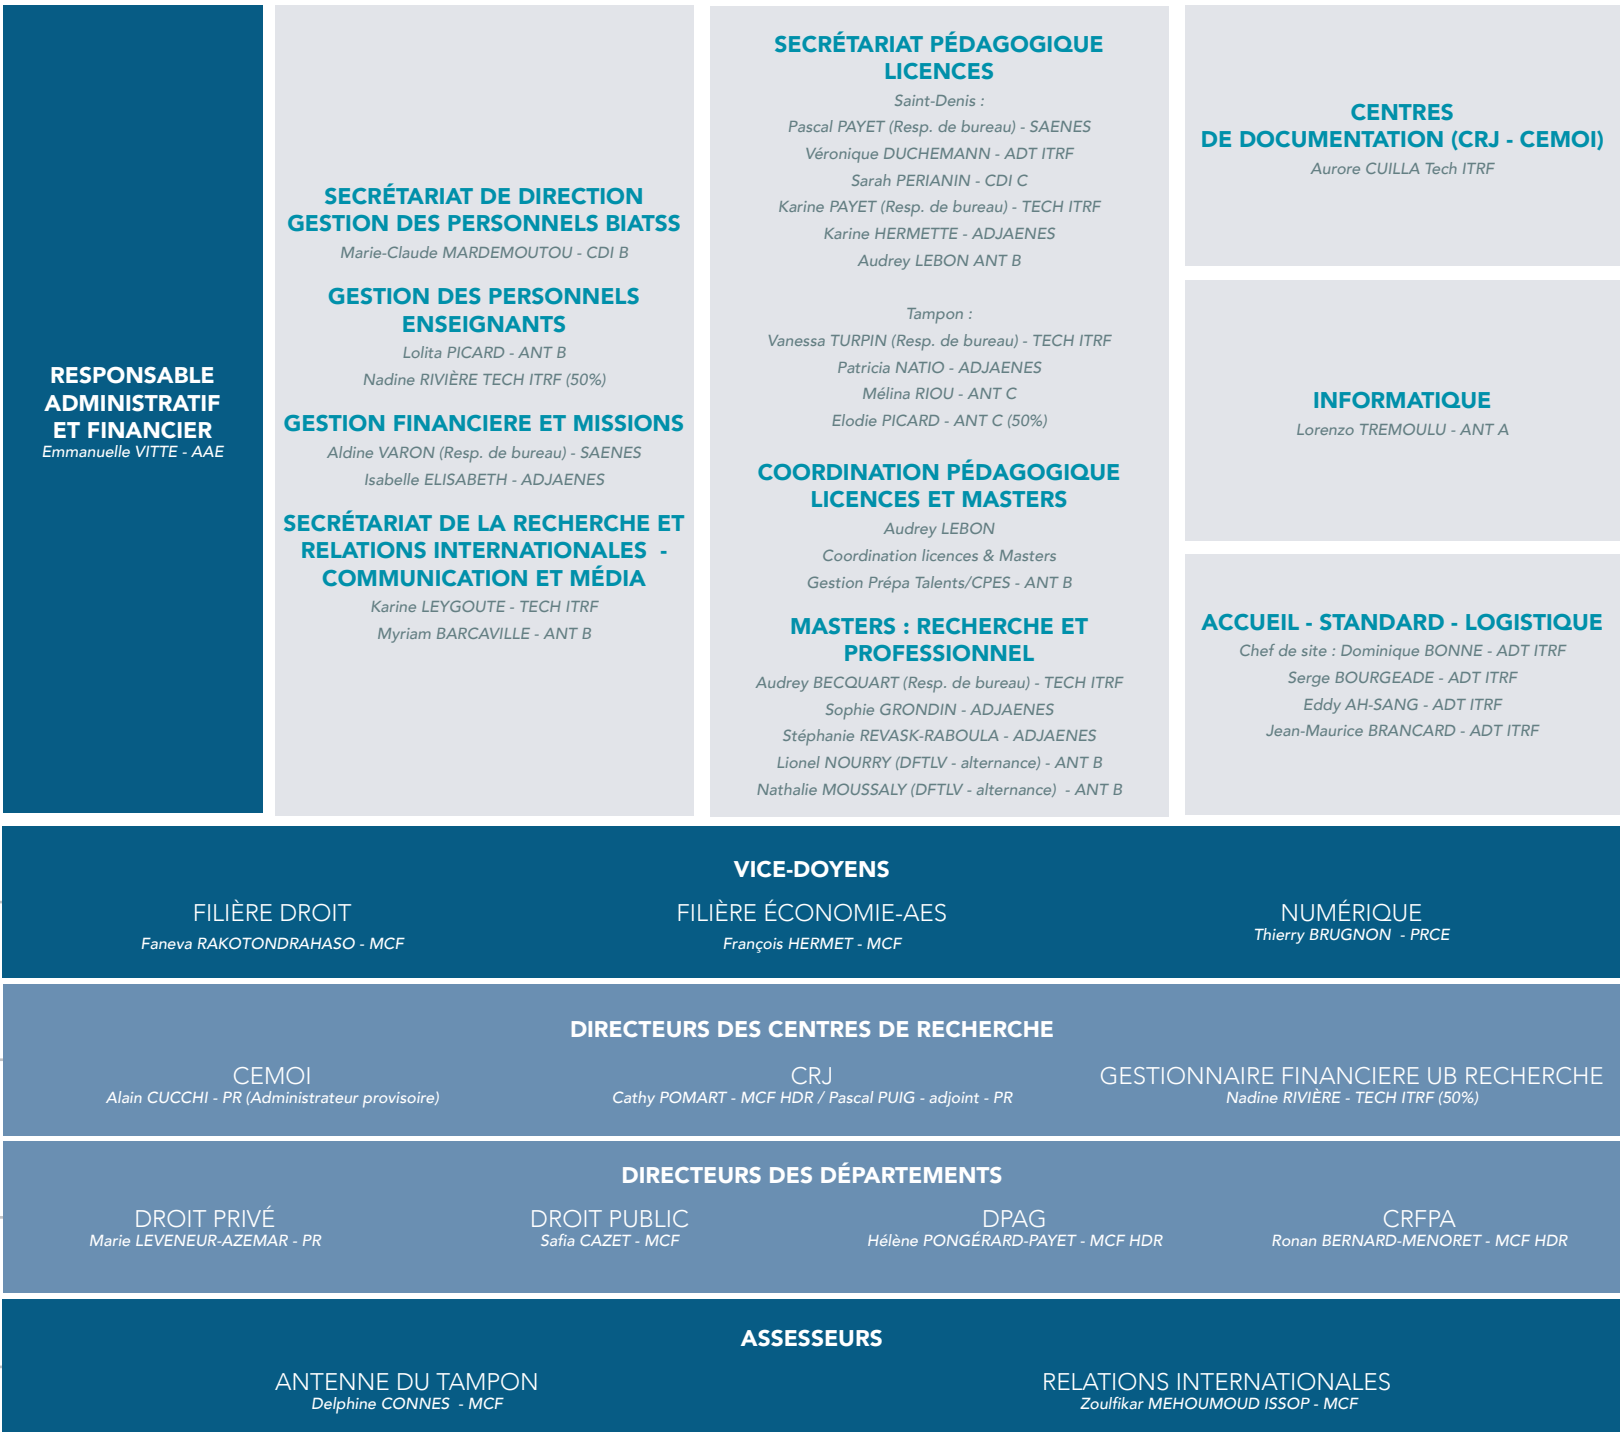 RESPONSABLE
ADMINISTRATIF
ET FINANCIER
Emmanuelle VITTE - AAE
SECRÉTARIAT DE DIRECTION
GESTION DES PERSONNELS BIATSS
Marie-Claude MARDEMOUTOU - CDI B
GESTION DES PERSONNELS
ENSEIGNANTS
Lolita PICARD - ANT B
Nadine RIVIÈRE TECH ITRF (50%)
GESTION FINANCIERE ET MISSIONS
Aldine VARON (Resp. de bureau) - SAENES
Isabelle ELISABETH - ADJAENES
SECRÉTARIAT DE LA RECHERCHE ET
RELATIONS INTERNATIONALES -
COMMUNICATION ET MÉDIA
Karine LEYGOUTE - TECH ITRF
Myriam BARCAVILLE - ANT B
SECRÉTARIAT PÉDAGOGIQUE
LICENCES
Saint-Denis :
Pascal PAYET (Resp. de bureau) - SAENES
Véronique DUCHEMANN - ADT ITRF
Sarah PERIANIN - CDI C
Karine PAYET (Resp. de bureau) - TECH ITRF
Karine HERMETTE - ADJAENES
Audrey LEBON ANT B
Tampon :
Vanessa TURPIN (Resp. de bureau) - TECH ITRF
Patricia NATIO - ADJAENES
Mélina RIOU - ANT C
Elodie PICARD - ANT C (50%)
COORDINATION PÉDAGOGIQUE
LICENCES ET MASTERS
Audrey LEBON
Coordination licences & Masters
Gestion Prépa Talents/CPES - ANT B
MASTERS : RECHERCHE ET
PROFESSIONNEL
Audrey BECQUART (Resp. de bureau) - TECH ITRF
Sophie GRONDIN - ADJAENES
Stéphanie REVASK-RABOULA - ADJAENES
Lionel NOURRY (DFTLV - alternance) - ANT B
Nathalie MOUSSALY (DFTLV - alternance) - ANT B
CENTRES
DE DOCUMENTATION (CRJ - CEMOI)
Aurore CUILLA Tech ITRF
INFORMATIQUE
Lorenzo TREMOULU - ANT A
ACCUEIL - STANDARD - LOGISTIQUE
Chef de site : Dominique BONNE - ADT ITRF
Serge BOURGEADE - ADT ITRF
Eddy AH-SANG - ADT ITRF
Jean-Maurice BRANCARD - ADT ITRF
VICE-DOYENS
FILIÈRE DROIT
Faneva RAKOTONDRAHASO - MCF
FILIÈRE ÉCONOMIE-AES
François HERMET - MCF
NUMÉRIQUE
Thierry BRUGNON - PRCE
DIRECTEURS DES CENTRES DE RECHERCHE
CEMOI
Alain CUCCHI - PR (Administrateur provisoire)
CRJ
Cathy POMART - MCF HDR / Pascal PUIG - adjoint - PR
GESTIONNAIRE FINANCIERE UB RECHERCHE
Nadine RIVIÈRE - TECH ITRF (50%)
DIRECTEURS DES DÉPARTEMENTS
DROIT PRIVÉ
Marie LEVENEUR-AZEMAR - PR
DROIT PUBLIC
Safia CAZET - MCF
DPAG
Hélène PONGÉRARD-PAYET - MCF HDR
CRFPA
Ronan BERNARD-MENORET - MCF HDR
ASSESSEURS
ANTENNE DU TAMPON
Delphine CONNES - MCF
RELATIONS INTERNATIONALES
Zoulfikar MEHOUMOUD ISSOP - MCF